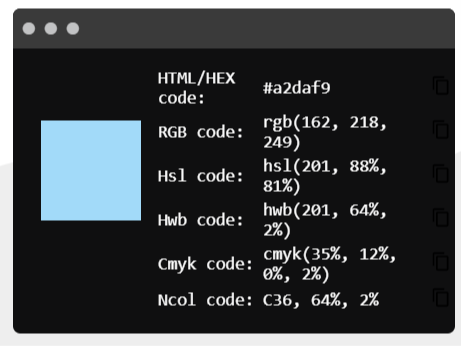 HTML/HEX
code:
#a2daf9
RGB code:
rgb(162, 218,
249)
Hsl code:
hsl(201, 88%,
81%)
Hwb code:
hwb(201, 64%,
2%)
Cmyk code:
cmyk(35%, 12%,
0%, 2%)
Ncol code:
C36, 64%, 2%